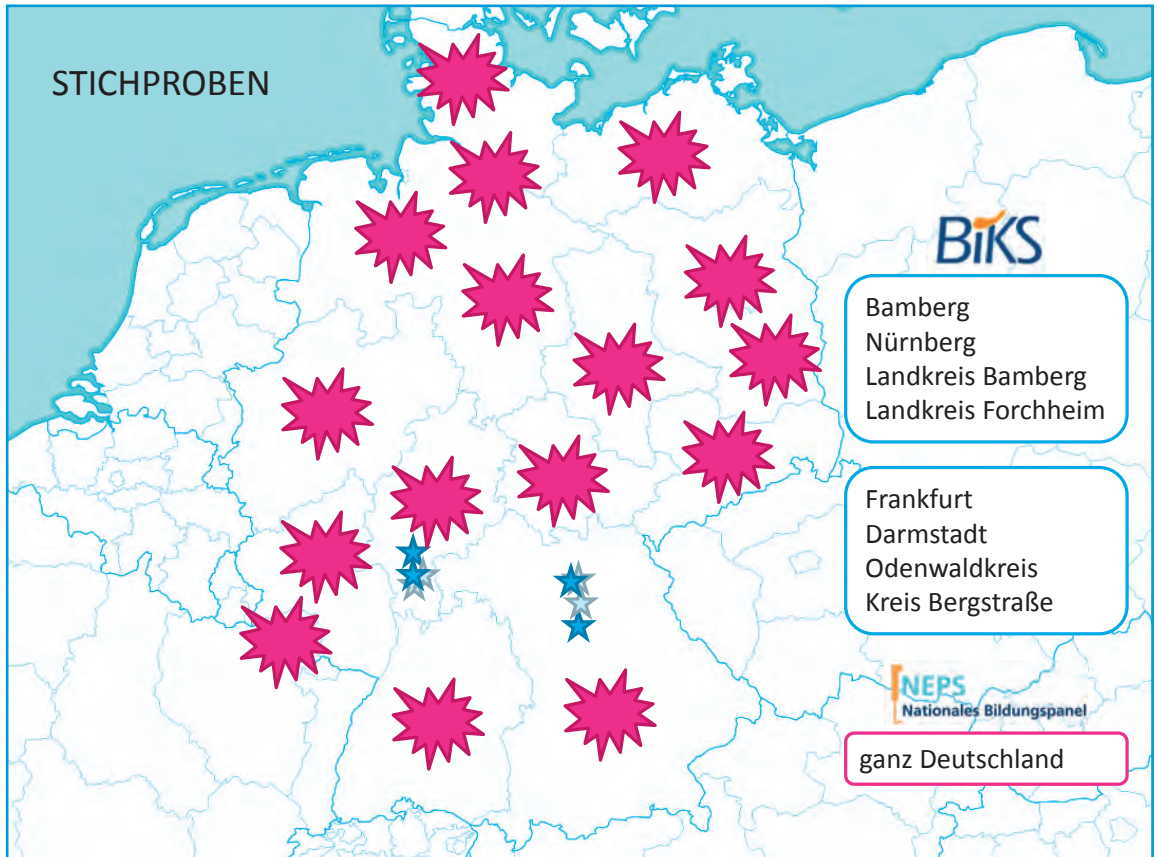 STICHPROBEN
BiKS
Bamberg
Nürnberg
Landkreis Bamberg
Landkreis Forchheim
Frankfurt
Darmstadt
Odenwaldkreis
Kreis Bergstraße
NEPS
Nationales Bildungspanel
ganz Deutschland